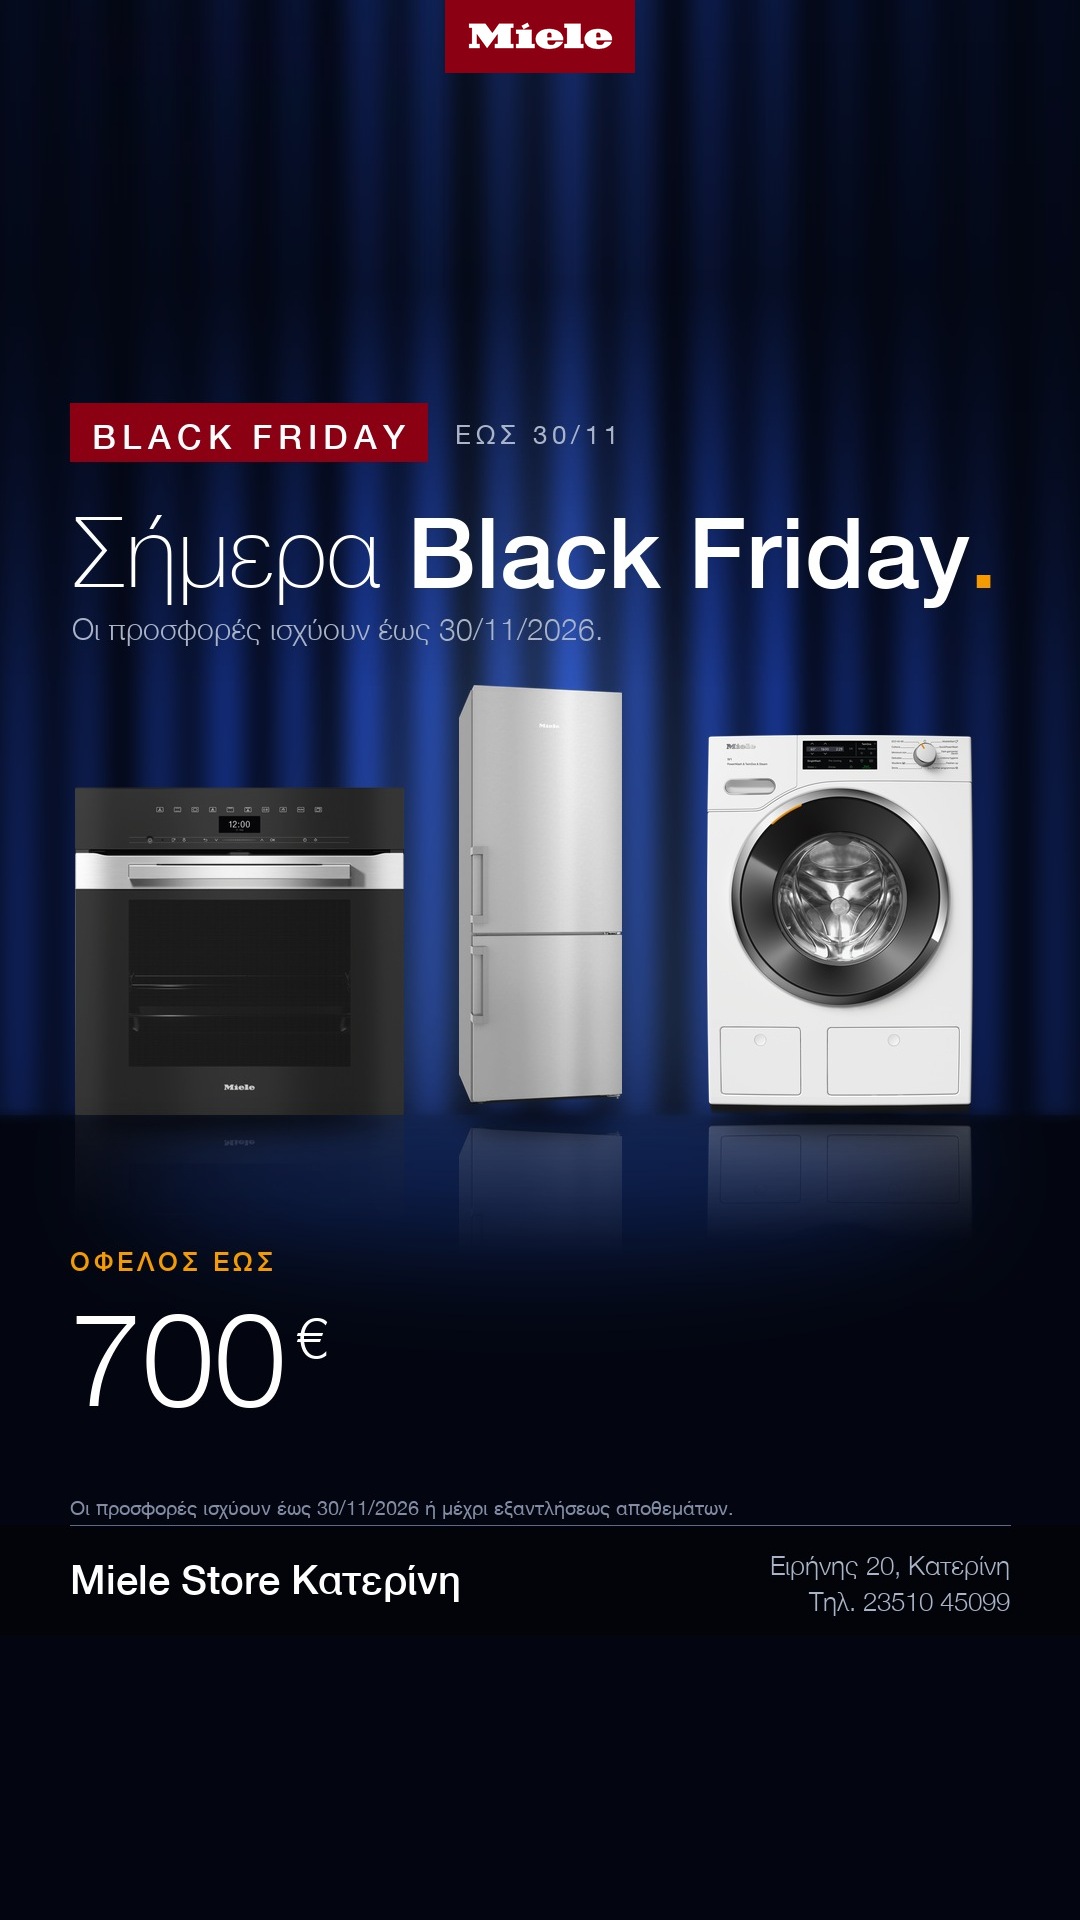 Miele
BLACK FRIDAY ΕΩΣ 30/11
Σήμερα Black Friday.
Οι προσφορές ισχύουν έως 30/11/2026.
Miele
Miele
12:00
Miele
ΟΦΕΛΟΣ ΕΩΣ
700€
Οι προσφορές ισχύουν έως 30/11/2026 ή μέχρι εξαντλήσεως αποθεμάτων.
Miele Store Κατερίνη
Ειρήνης 20, Κατερίνη
Τηλ. 23510 45099